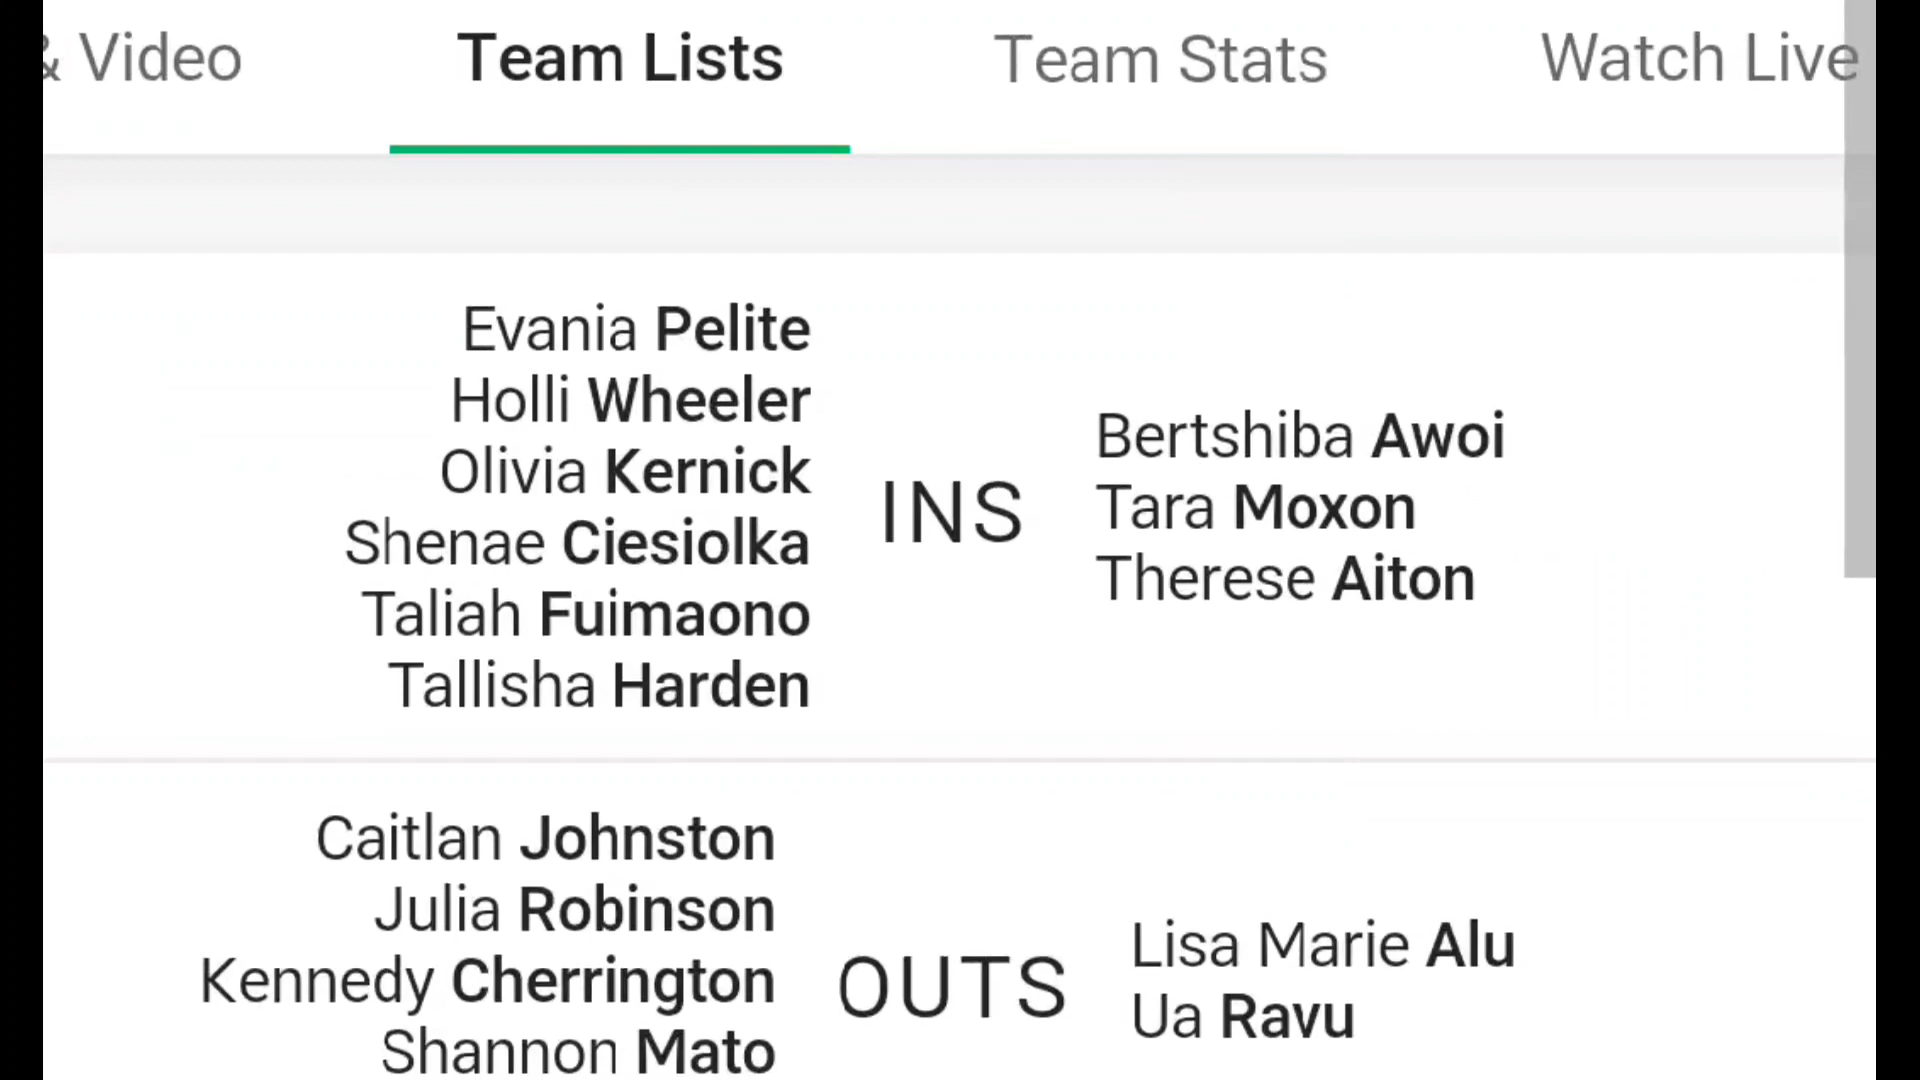 & Video Team Lists Team Stats Watch Live
Evania Pelite
Holli Wheeler
Olivia Kernick
Shenae Ciesiolka
Taliah Fuimaono
Tallisha Harden
INS
Bertshiba Awoi
Tara Moxon
Therese Aiton
Caitlan Johnston
Julia Robinson
Kennedy Cherrington
Shannon Mato
OUTS
Lisa Marie Alu
Ua Ravu